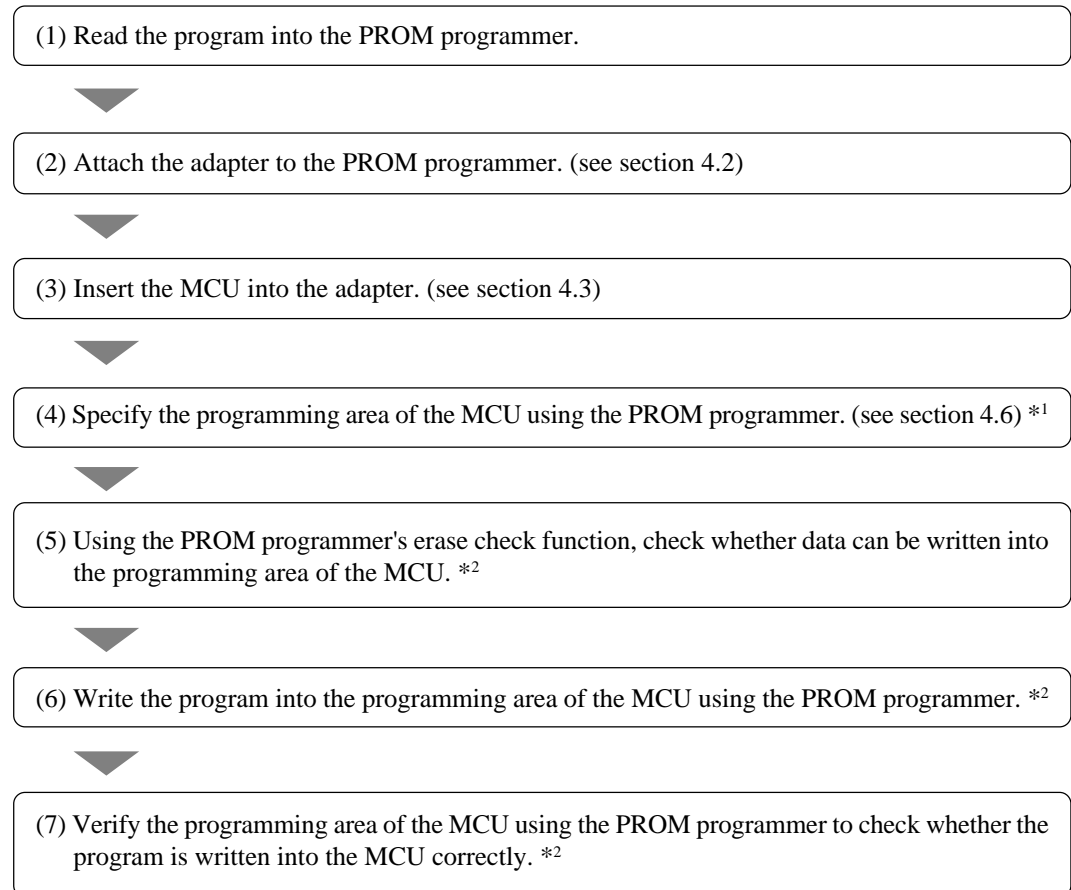 (1) Read the program into the PROM programmer.
(2) Attach the adapter to the PROM programmer. (see section 4.2)
(3) Insert the MCU into the adapter. (see section 4.3)
(4) Specify the programming area of the MCU using the PROM programmer. (see section 4.6) *1
(5) Using the PROM programmer's erase check function, check whether data can be written into
the programming area of the MCU. *2
(6) Write the program into the programming area of the MCU using the PROM programmer. *2
(7) Verify the programming area of the MCU using the PROM programmer to check whether the
program is written into the MCU correctly. *2